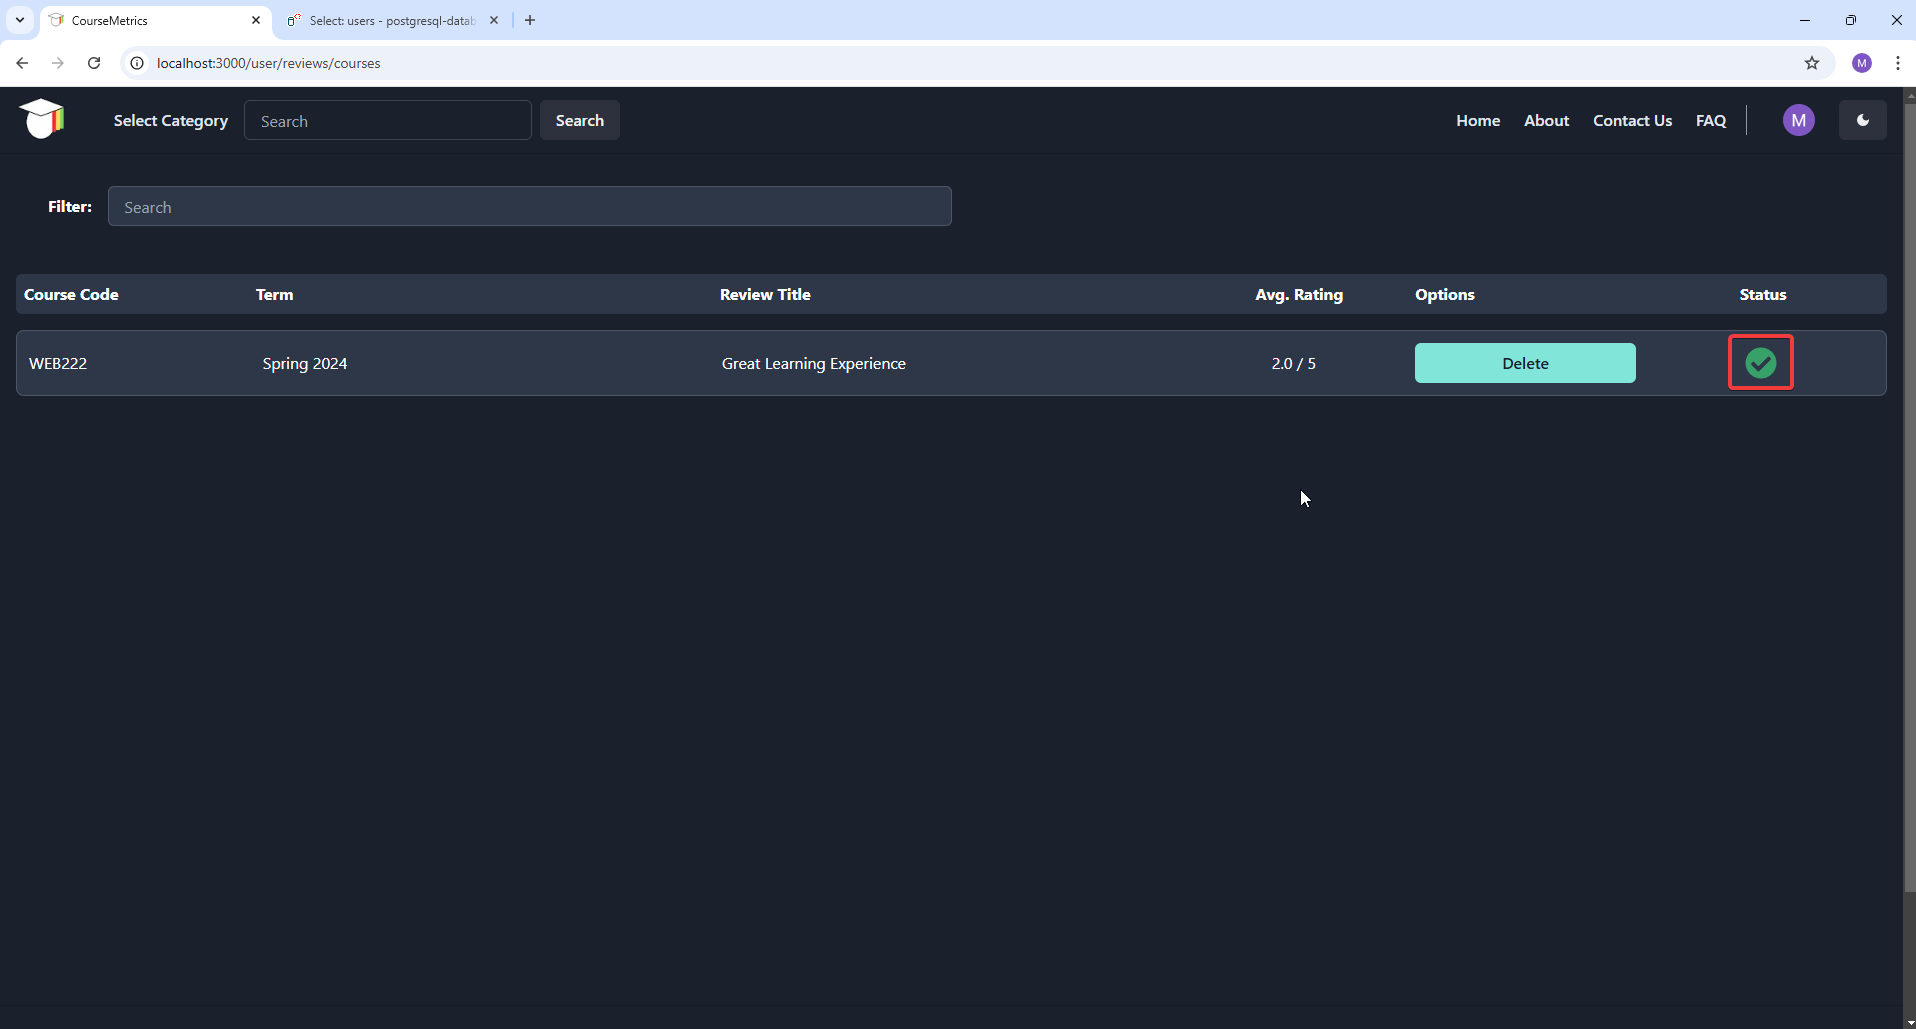 CourseMetrics
Select: users - postgresql-datab
localhost:3000/user/reviews/courses
M
Select Category
Search
Search
Home
About
Contact Us
FAQ
M
Filter:
Search
Course Code
Term
Review Title
Avg. Rating
Options
Status
WEB222
Spring 2024
Great Learning Experience
2.0 / 5
Delete